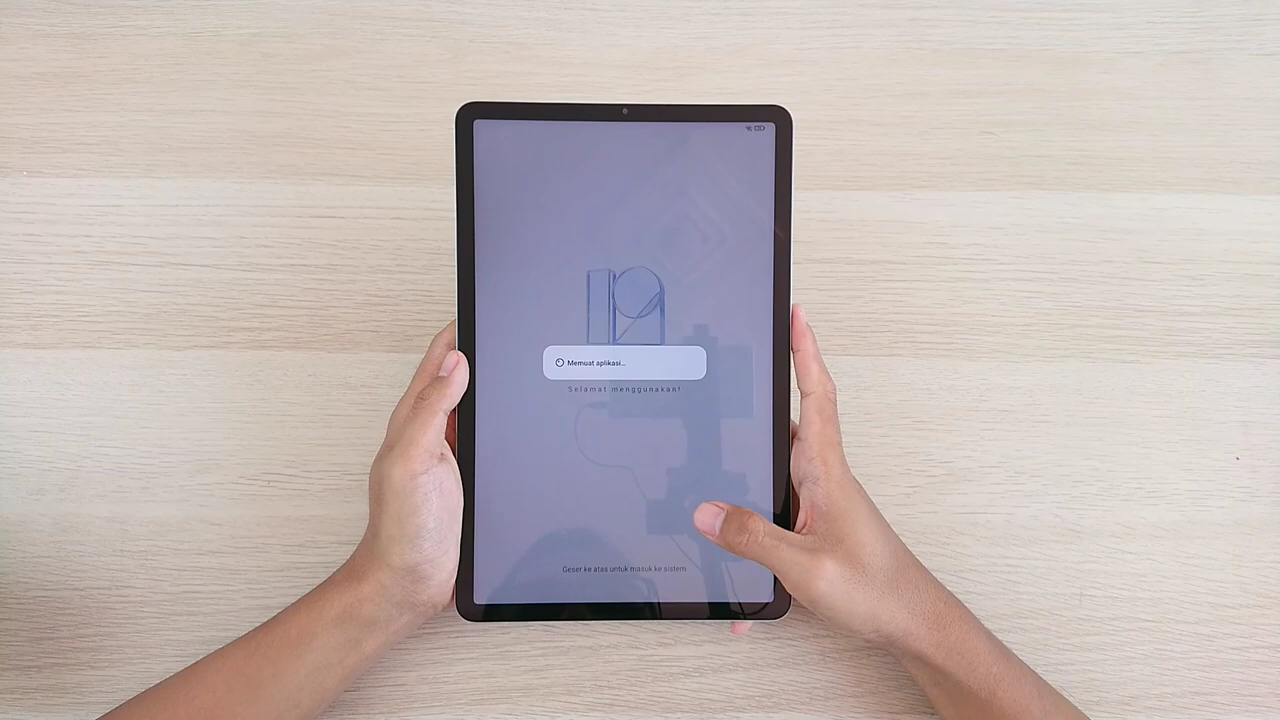 Memuat aplikasi...
Selamat menggunakan!
Geser ke atas untuk masuk ke sistem